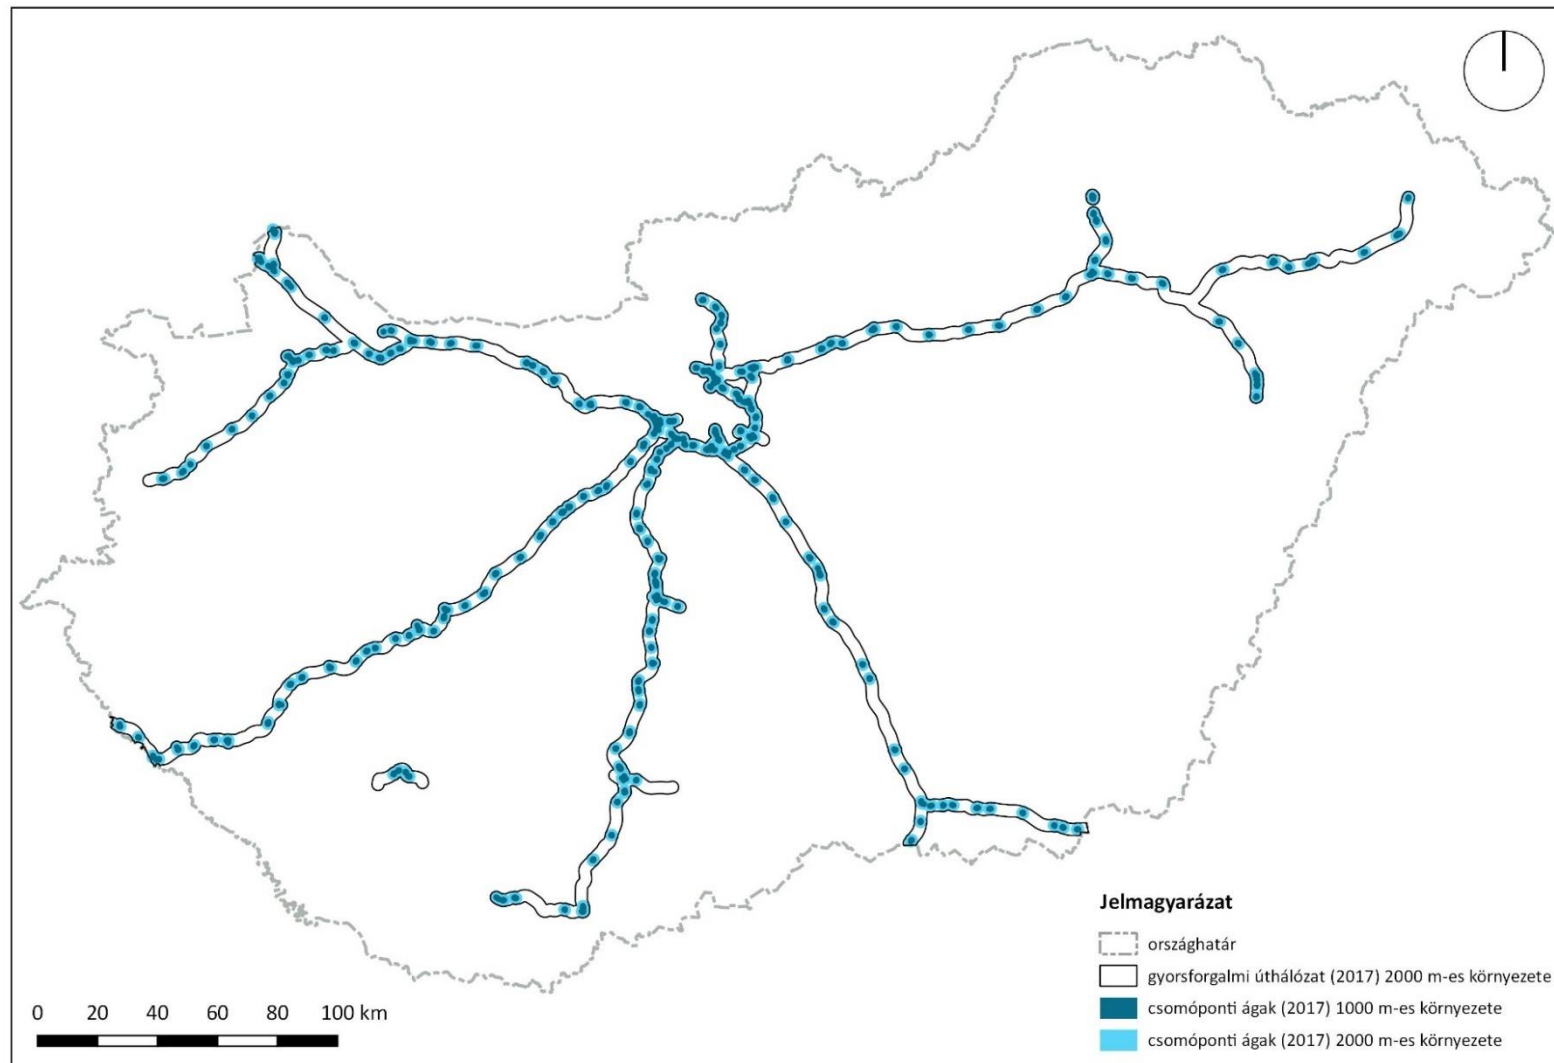 Jelmagyarázat
országhatár
gyorsforgalmi úthálózat (2017) 2000 m-es környezete
csomóponti ágak (2017) 1000 m-es környezete
csomóponti ágak (2017) 2000 m-es környezete
0 20 40 60 80 100 km